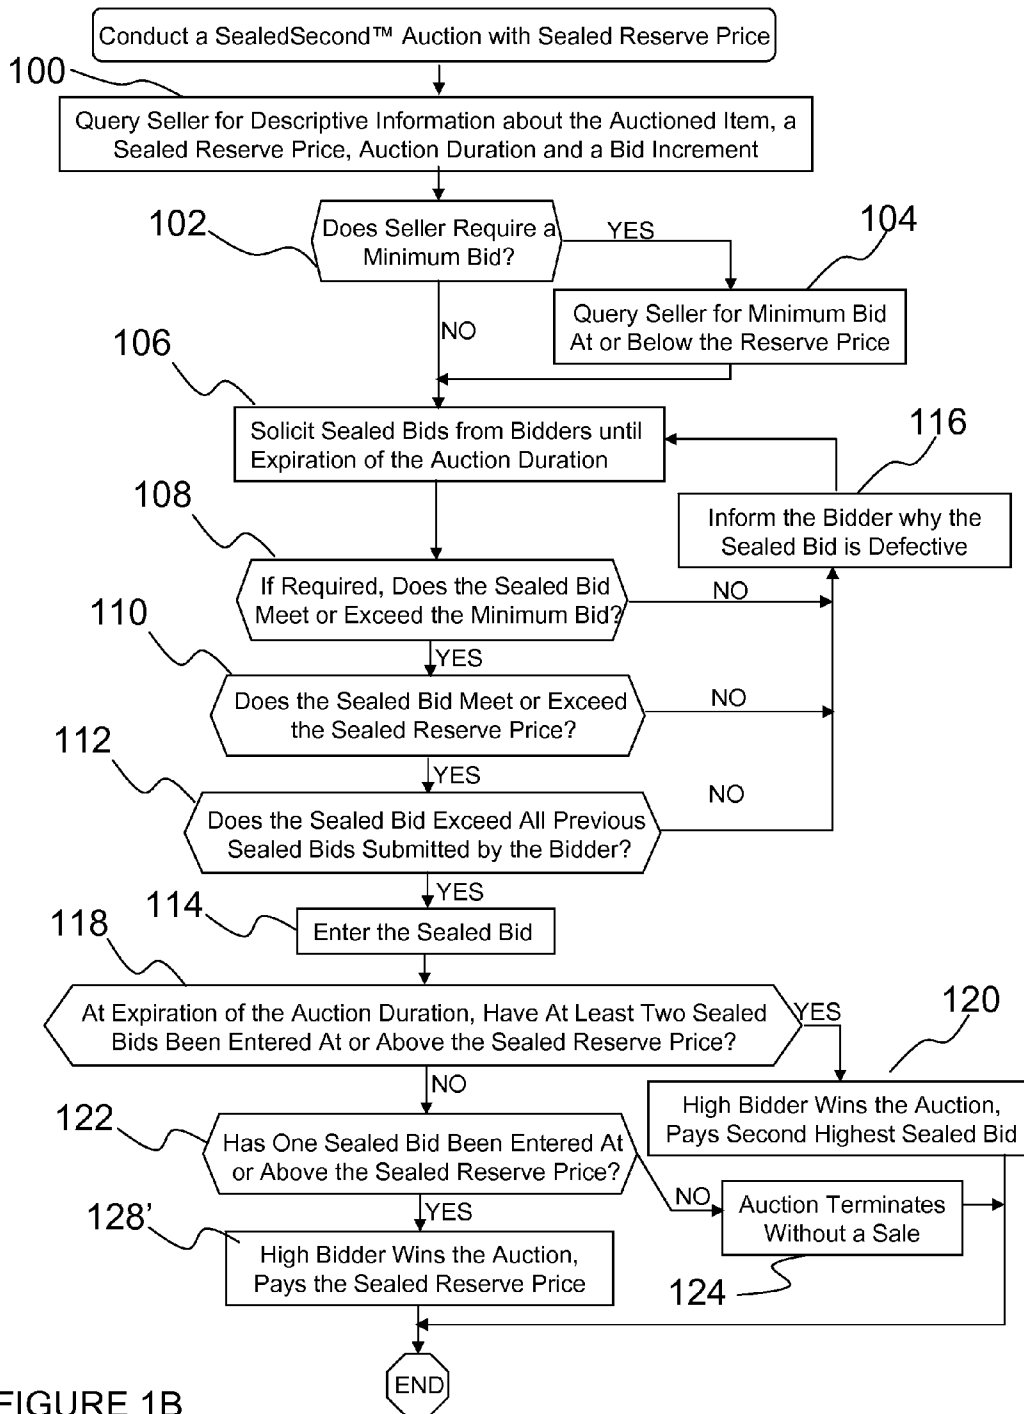 Conduct a SealedSecond™ Auction with Sealed Reserve Price
100
Query Seller for Descriptive Information about the Auctioned Item, a
Sealed Reserve Price, Auction Duration and a Bid Increment
102
Does Seller Require a
Minimum Bid?
YES
104
Query Seller for Minimum Bid
At or Below the Reserve Price
NO
106
Solicit Sealed Bids from Bidders until
Expiration of the Auction Duration
116
Inform the Bidder why the
Sealed Bid is Defective
108
If Required, Does the Sealed Bid
Meet or Exceed the Minimum Bid?
NO
YES
110
Does the Sealed Bid Meet or Exceed
the Sealed Reserve Price?
NO
YES
112
Does the Sealed Bid Exceed All Previous
Sealed Bids Submitted by the Bidder?
NO
YES
114
Enter the Sealed Bid
118
At Expiration of the Auction Duration, Have At Least Two Sealed
Bids Been Entered At or Above the Sealed Reserve Price?
YES
120
High Bidder Wins the Auction,
Pays Second Highest Sealed Bid
NO
122
Has One Sealed Bid Been Entered At
or Above the Sealed Reserve Price?
NO
Auction Terminates
Without a Sale
124
YES
128’
High Bidder Wins the Auction,
Pays the Sealed Reserve Price
END
FIGURE 1B